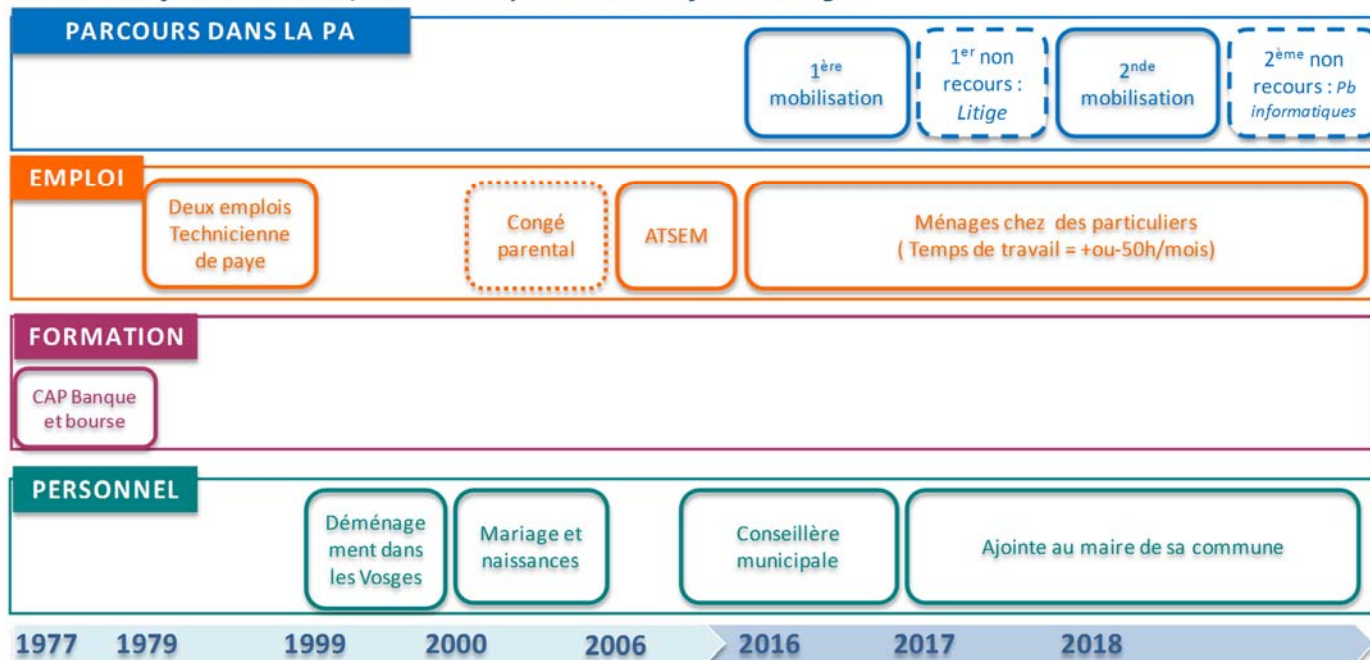 PARCOURS DANS LA PA
1ère
mobilisation
1er non
recours :
Litige
2nde
mobilisation
2ème non
recours : Pb
informatiques
EMPLOI
Deux emplois
Technicienne
de paye
Congé
parental
ATSEM
Ménages chez des particuliers
( Temps de travail = +ou-50h/mois)
FORMATION
CAP Banque
et bourse
PERSONNEL
Déménage
ment dans
les Vosges
Mariage et
naissances
Conseillère
municipale
Ajointe au maire de sa commune
1977 1979 1999 2000 2006 2016 2017 2018